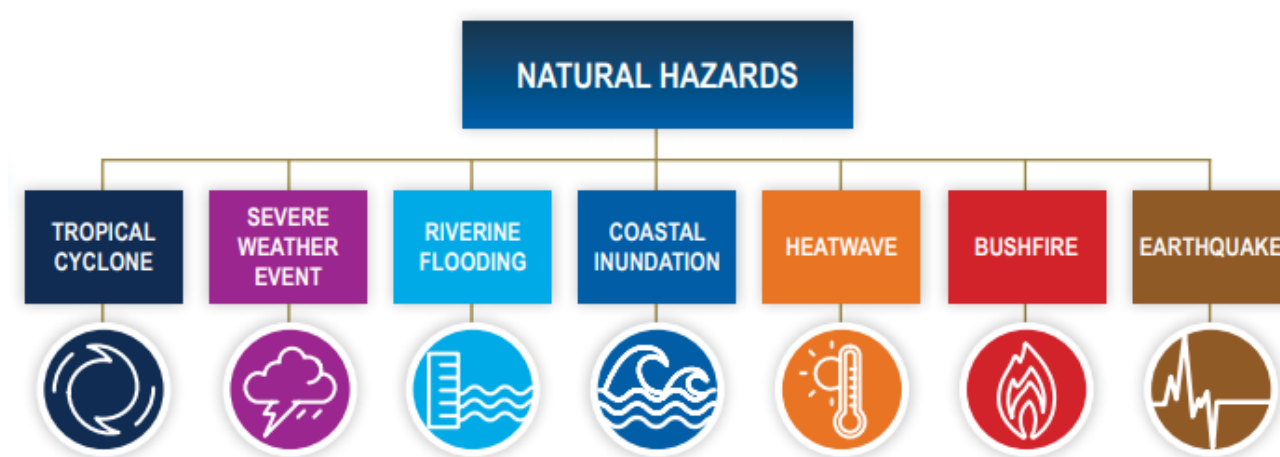 NATURAL HAZARDS
TROPICAL
CYCLONE
SEVERE
WEATHER
EVENT
RIVERINE
FLOODING
COASTAL
INUNDATION
HEATWAVE
BUSHFIRE
EARTHQUAKE